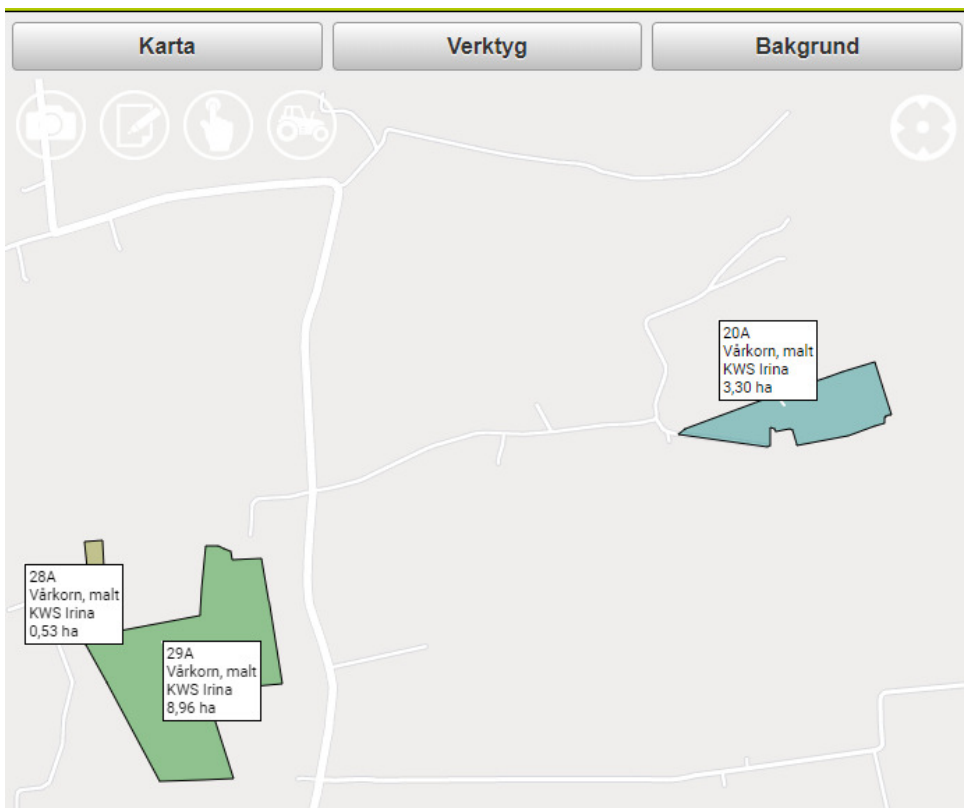 Karta
Verktyg
Bakgrund
20A
Vårkorn, malt
KWS Irina
3,30 ha
28A
Vårkorn, malt
KWS Irina
0,53 ha
29A
Vårkorn, malt
KWS Irina
8,96 ha